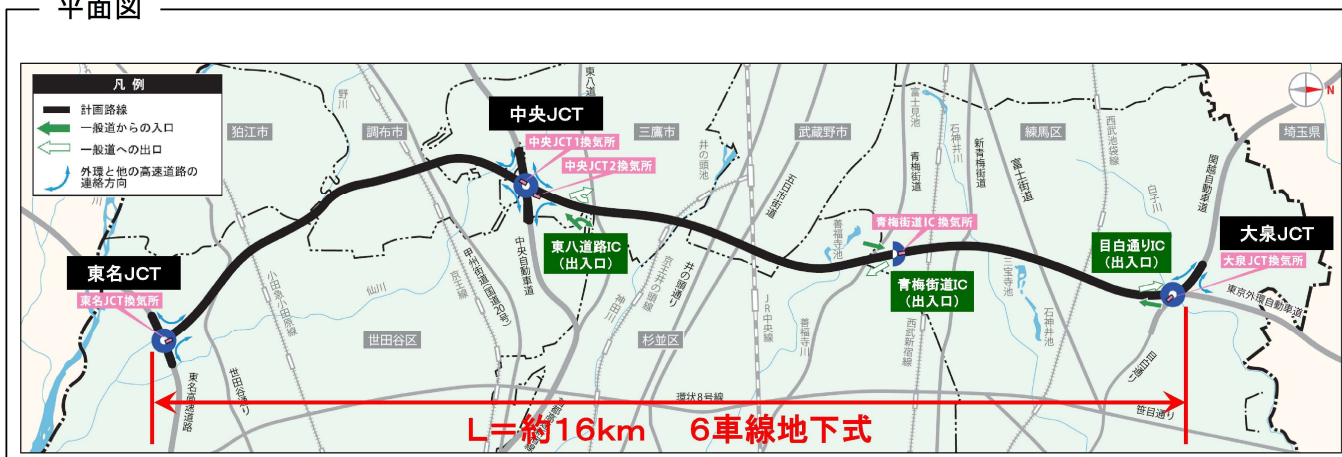 平面図
凡例
計画路線
一般道からの入口
一般道への出口
外環と他の高速道路の
連絡方向
狛江市
調布市
三鷹市
武蔵野市
練馬区
埼玉県
世田谷区
杉並区
N
野川
仙川
東名JCT
東名JCT換気所
東名高速道路
世田谷通り
小田急小田原線
京王線
甲州街道(国道20号)
中央JCT
中央JCT1換気所
中央JCT2換気所
中央自動車道
東八道
東八道路IC
(出入口)
井の頭池
京王井の頭線
井の頭通り
神田川
JR中央線
五日市街道
善福寺池
善福寺川
青梅街道
青梅街道IC換気所
青梅街道IC
(出入口)
西武新宿線
富士見池
石神井川
新青梅街道
富士街道
三宝寺池
石神井池
西武池袋線
白子川
関越自動車道
目白通りIC
(出入口)
大泉JCT
大泉JCT換気所
東京外環自動車道
目白通り
笹目通り
環状8号線
L=約16km 6車線地下式